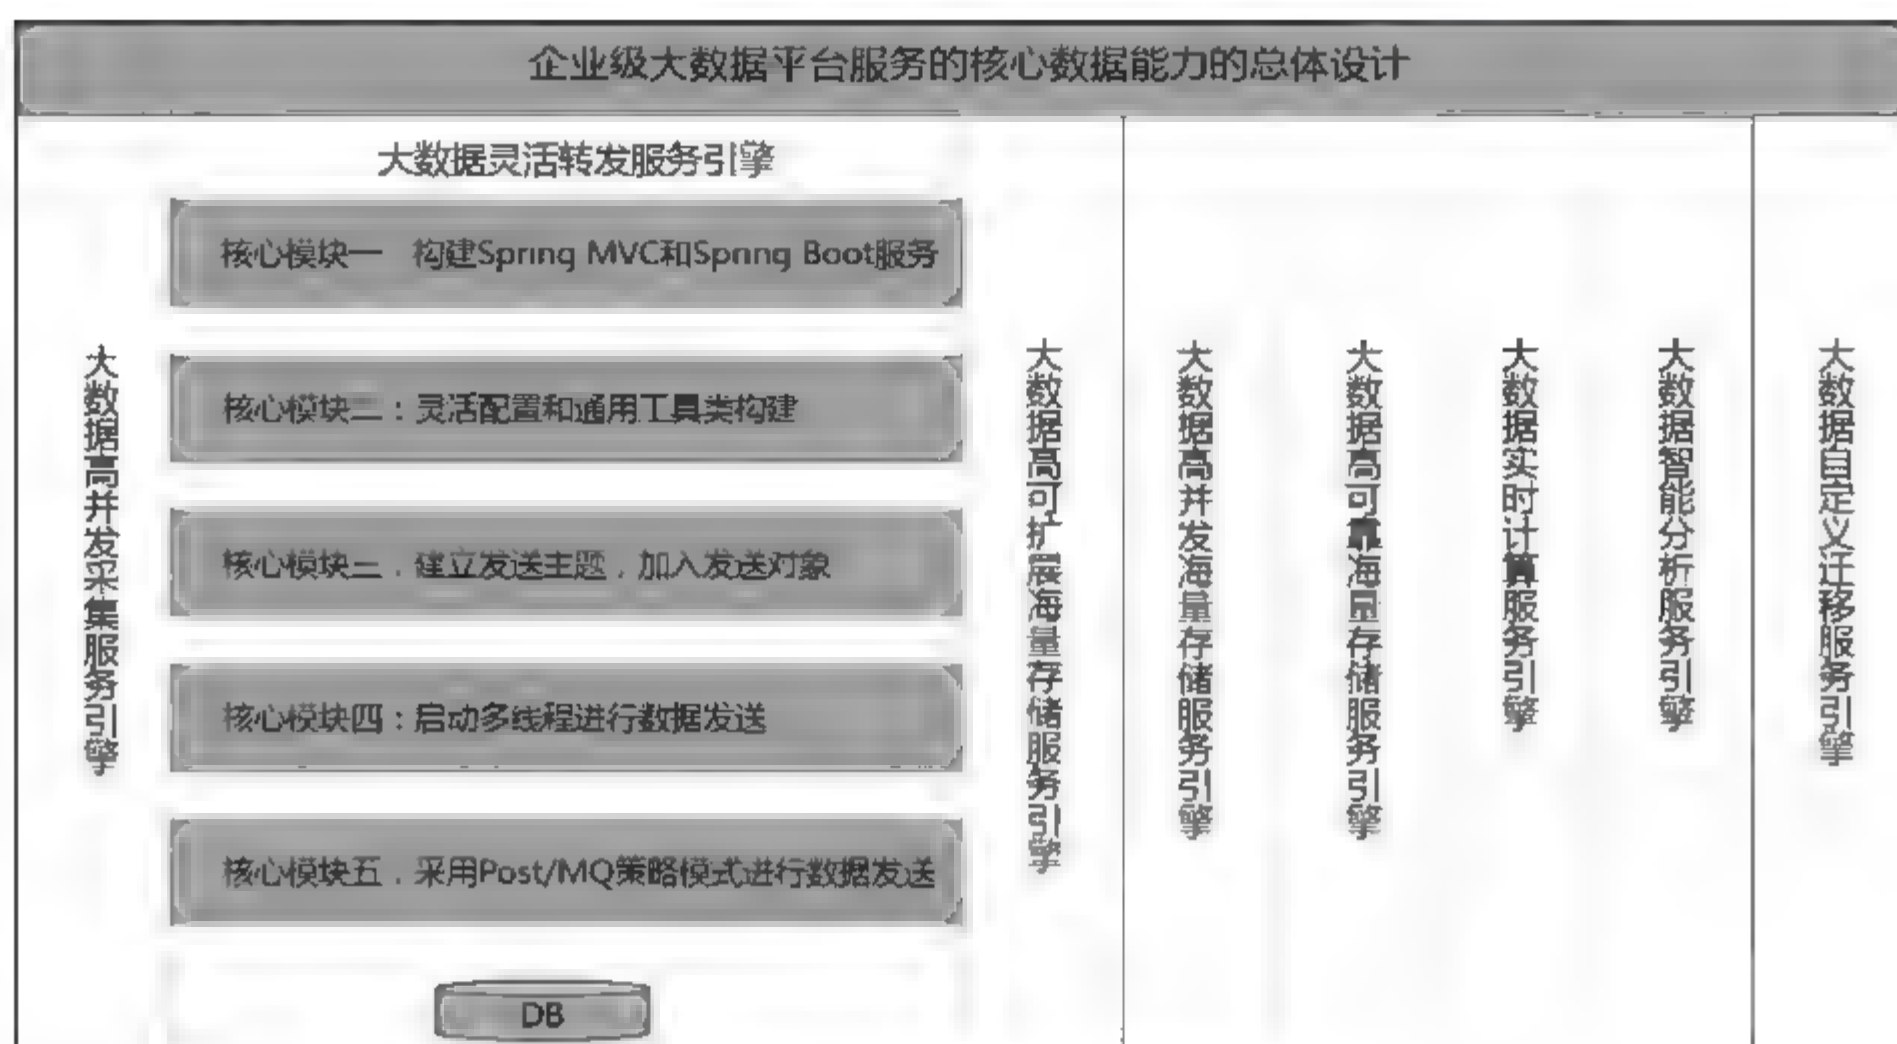 企业级大数据平台服务的核心数据能力的总体设计
大数据高并发采集服务引擎
大数据灵活转发服务引擎
核心模块一 构建Spring MVC和Spring Boot服务
核心模块二：灵活配置和通用工具类构建
核心模块三．建立发送主题，加入发送对象
核心模块四：启动多线程进行数据发送
核心模块五．采用Post/MQ策略模式进行数据发送
DB
大数据高可扩展海量存储服务引擎
大数据高并发海量存储服务引擎
大数据高可靠海量存储服务引擎
大数据实时计算服务引擎
大数据智能分析服务引擎
大数据自定义迁移服务引擎